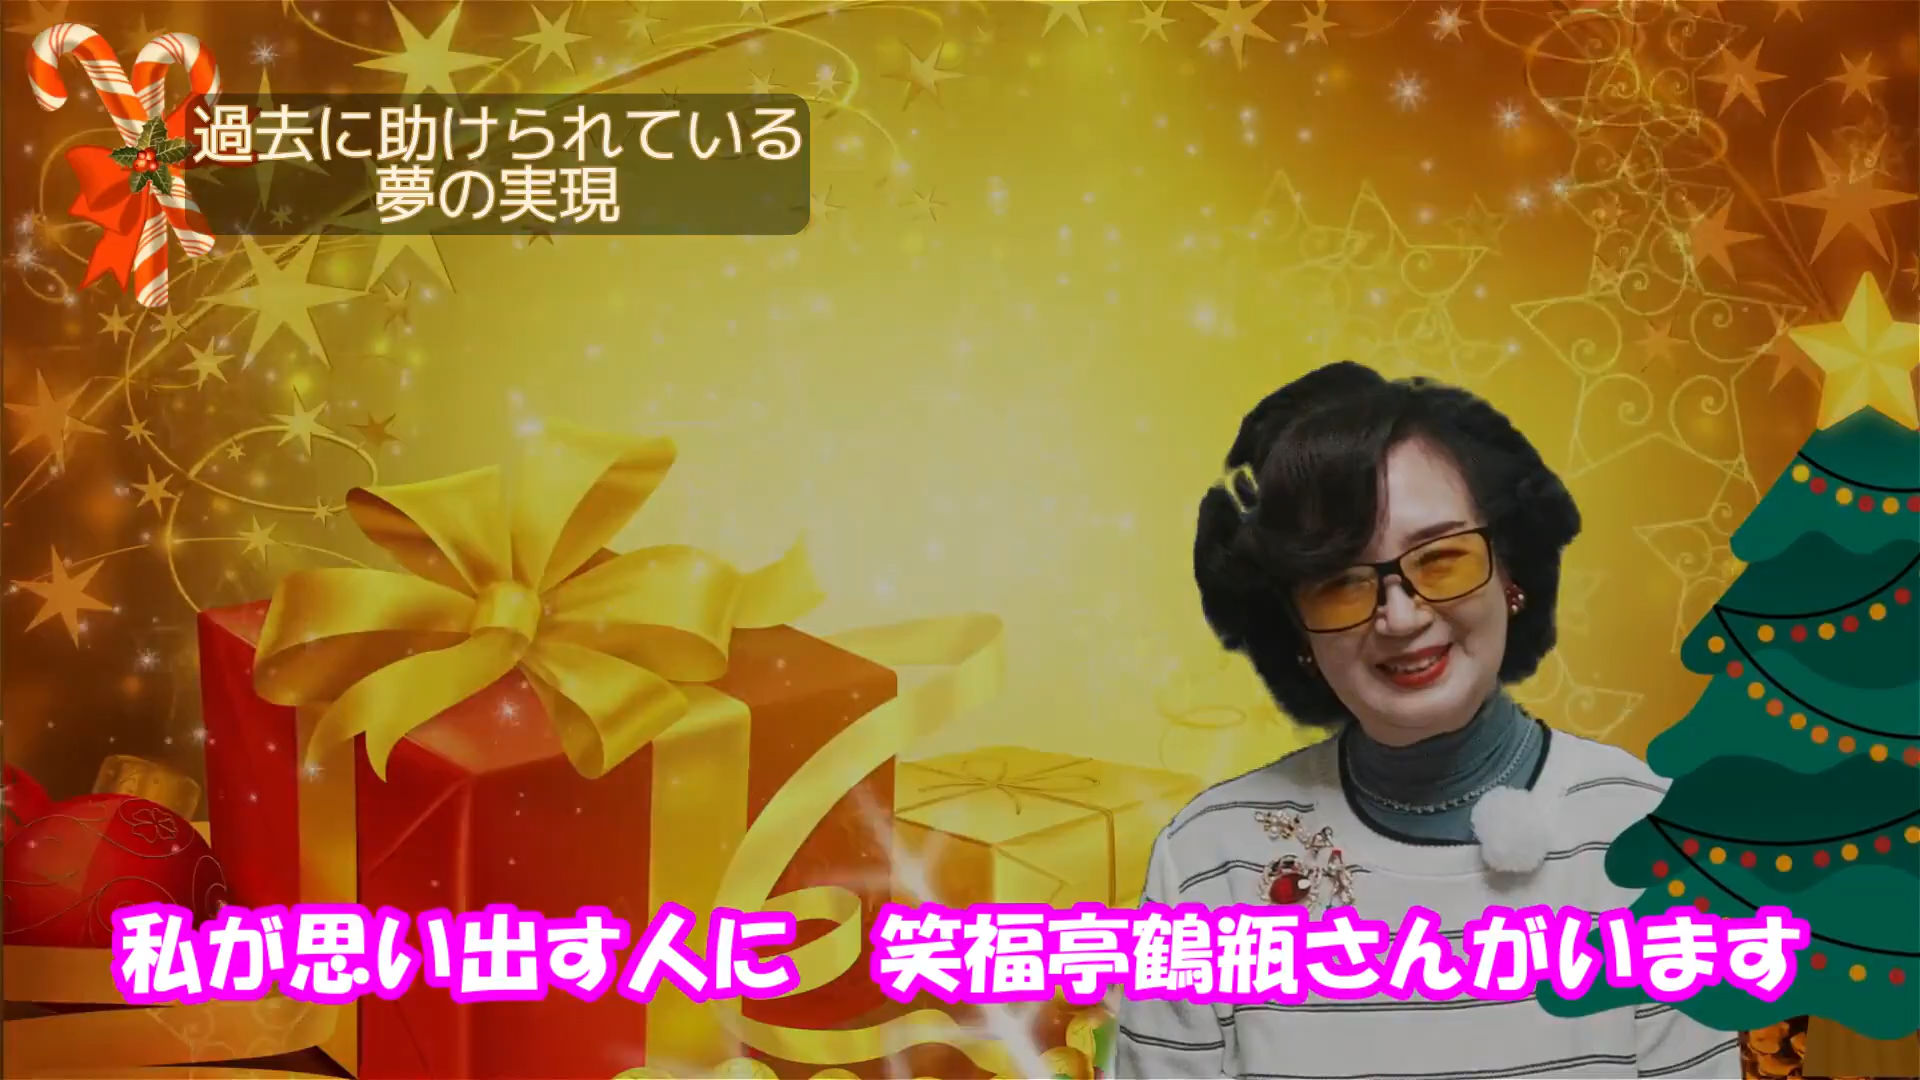 過去に助けられている
夢の実現
私が思い出す人に　笑福亭鶴瓶さんがいます